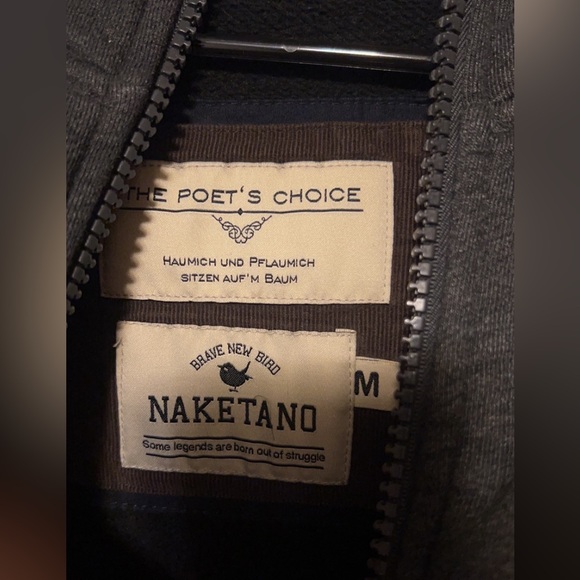 THE POET'S CHOICE
HAUMICH UND PFLAUMICH
SITZEN AUF'M BAUM
BRAVE NEW BIRD
NAKETANO
M
Some legends are born out of struggle